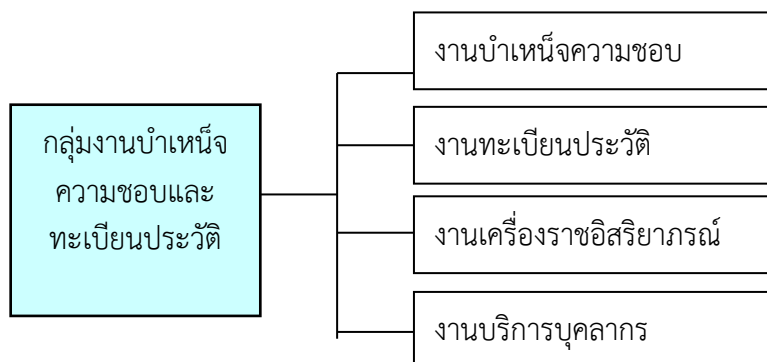 กลุ่มงานบำเหน็จ
ความชอบและ
ทะเบียนประวัติ
งานบำเหน็จความชอบ
งานทะเบียนประวัติ
งานเครื่องราชอิสริยาภรณ์
งานบริการบุคลากร